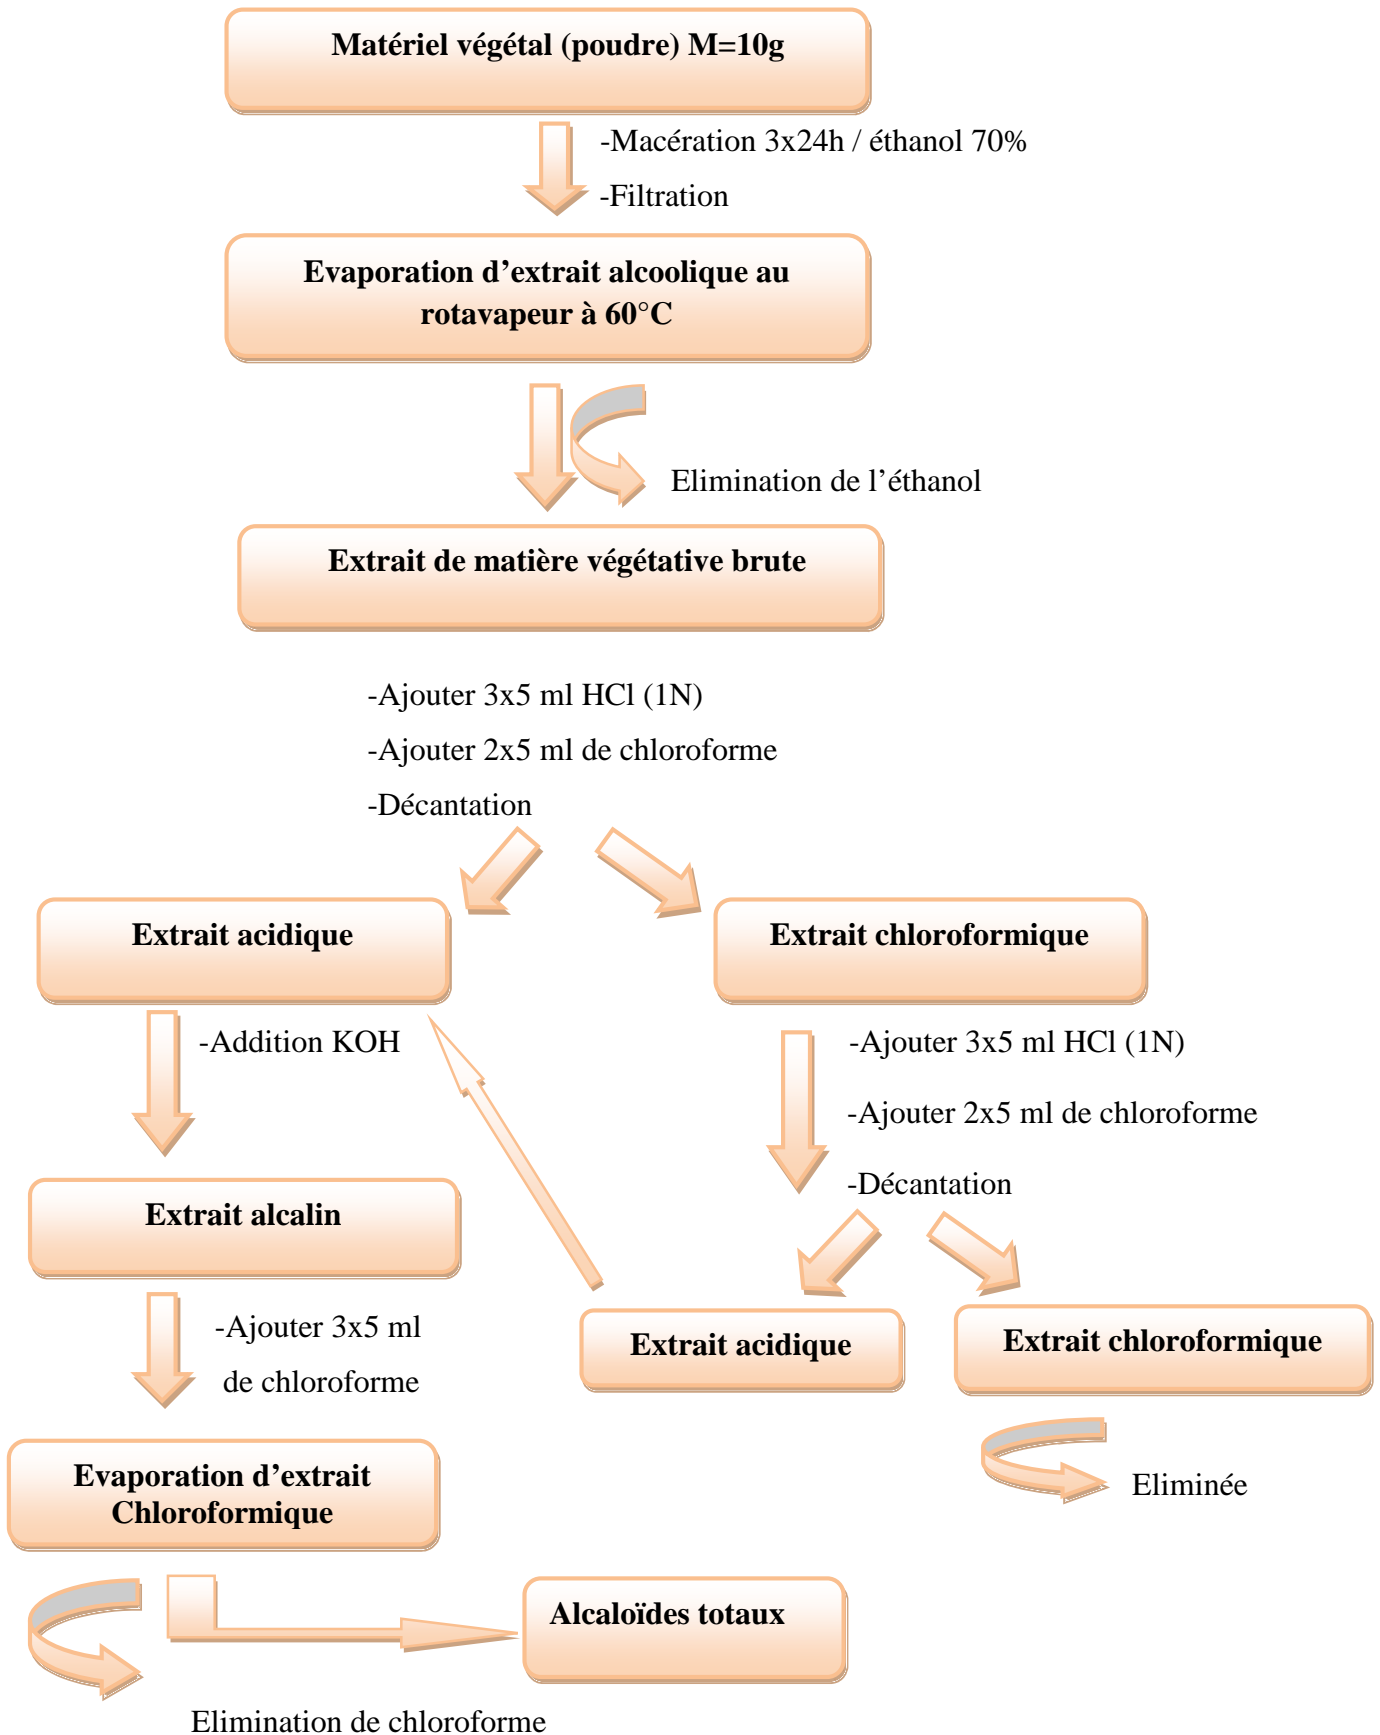 Matériel végétal (poudre) M=10g
-Macération 3x24h / éthanol 70%
-Filtration
Evaporation d’extrait alcoolique au
rotavapeur à 60°C
Elimination de l’éthanol
Extrait de matière végétative brute
-Ajouter 3x5 ml HCl (1N)
-Ajouter 2x5 ml de chloroforme
-Décantation
Extrait acidique
Extrait chloroformique
-Addition KOH
-Ajouter 3x5 ml HCl (1N)
-Ajouter 2x5 ml de chloroforme
-Décantation
Extrait alcalin
-Ajouter 3x5 ml
de chloroforme
Extrait acidique
Extrait chloroformique
Evaporation d’extrait
Chloroformique
Eliminée
Alcaloïdes totaux
Elimination de chloroforme